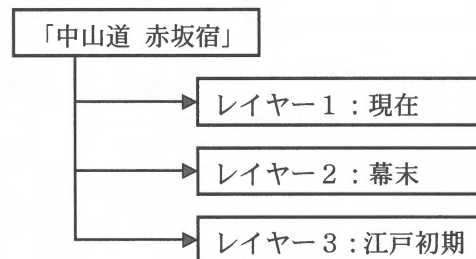 「中山道 赤坂宿」
レイヤー１：現在
レイヤー２：幕末
レイヤー３：江戸初期